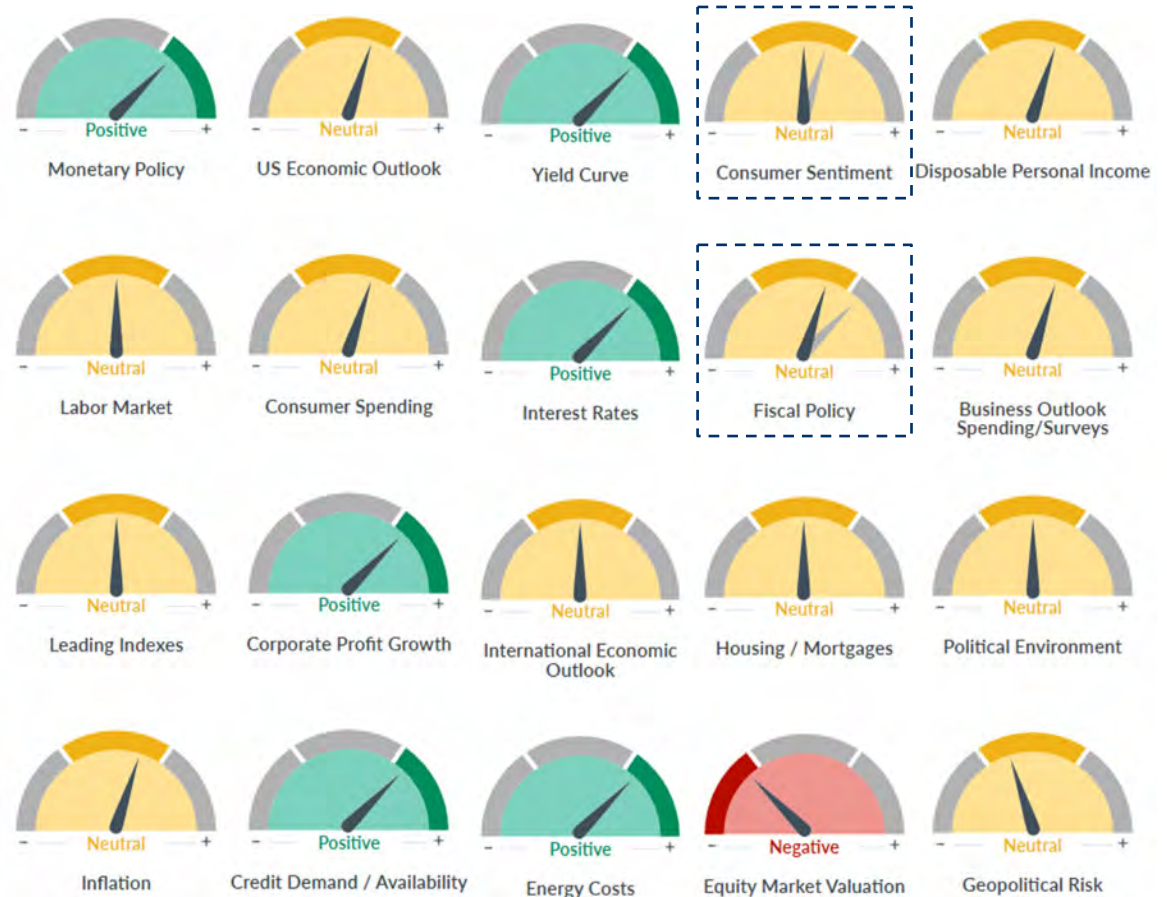 - Positive +
Monetary Policy
- Neutral +
US Economic Outlook
- Positive +
Yield Curve
- Neutral +
Consumer Sentiment
- Neutral +
Disposable Personal Income
- Neutral +
Labor Market
- Neutral +
Consumer Spending
- Positive +
Interest Rates
- Neutral +
Fiscal Policy
- Neutral +
Business Outlook
Spending/Surveys
- Neutral +
Leading Indexes
- Positive +
Corporate Profit Growth
- Neutral +
International Economic
Outlook
- Neutral +
Housing / Mortgages
- Neutral +
Political Environment
- Neutral +
Inflation
- Positive +
Credit Demand / Availability
- Positive +
Energy Costs
- Negative +
Equity Market Valuation
- Neutral +
Geopolitical Risk